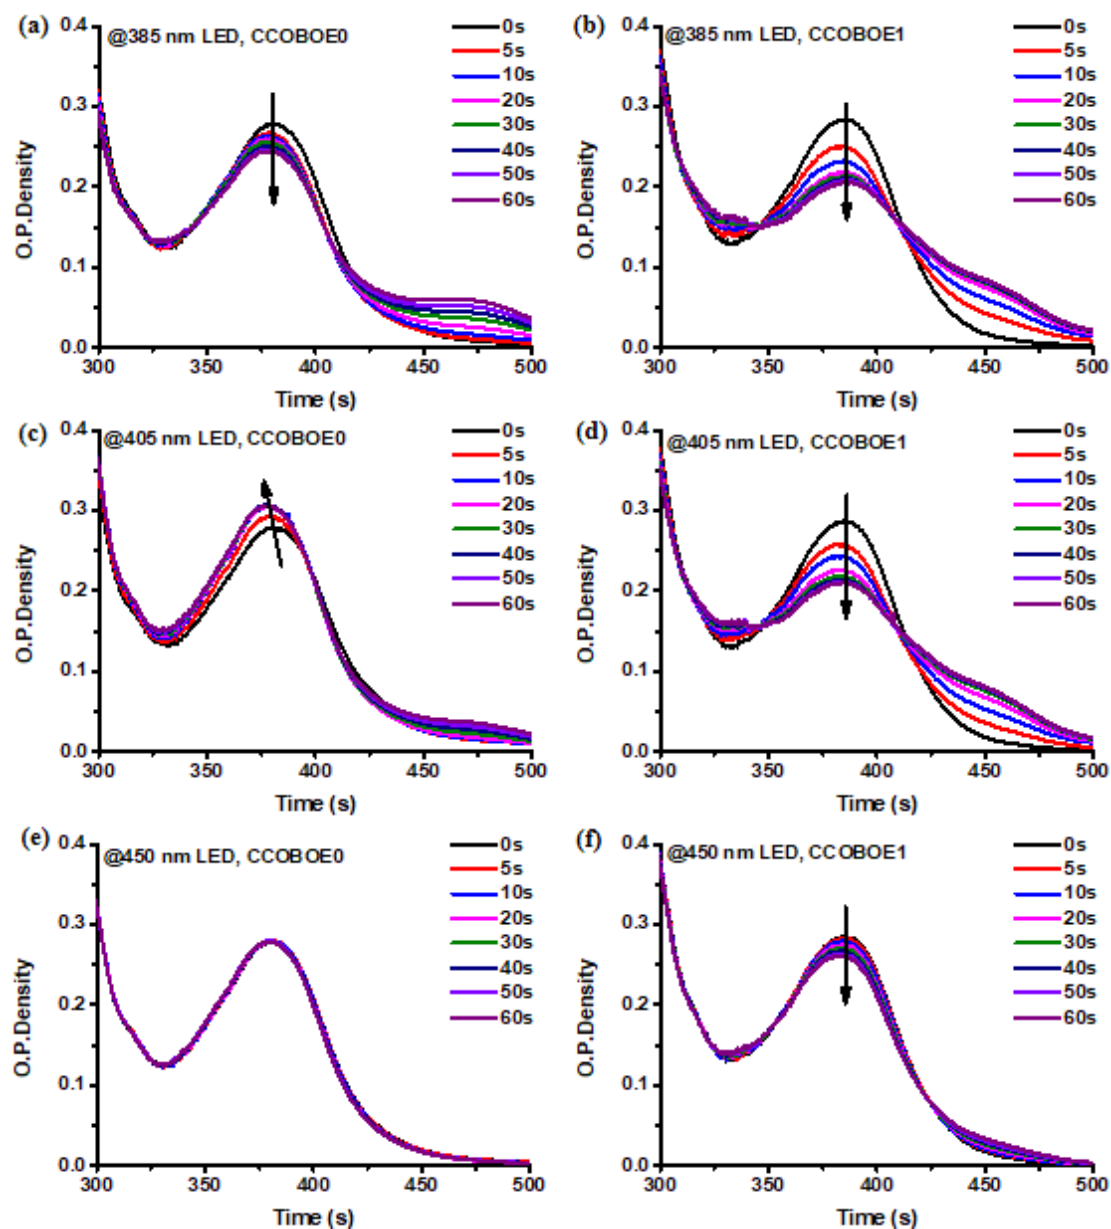 (a)
@385 nm LED, CCOBOE0
0s
5s
10s
20s
30s
40s
50s
60s
O.P.Density
0.4
0.3
0.2
0.1
0.0
300
350
400
450
500
Time (s)
(b)
@385 nm LED, CCOBOE1
0s
5s
10s
20s
30s
40s
50s
60s
O.P.Density
0.4
0.3
0.2
0.1
0.0
300
350
400
450
500
Time (s)
(c)
@405 nm LED, CCOBOE0
0s
5s
10s
20s
30s
40s
50s
60s
O.P.Density
0.4
0.3
0.2
0.1
0.0
300
350
400
450
500
Time (s)
(d)
@405 nm LED, CCOBOE1
0s
5s
10s
20s
30s
40s
50s
60s
O.P.Density
0.4
0.3
0.2
0.1
0.0
300
350
400
450
500
Time (s)
(e)
@450 nm LED, CCOBOE0
0s
5s
10s
20s
30s
40s
50s
60s
O.P.Density
0.4
0.3
0.2
0.1
0.0
300
350
400
450
500
Time (s)
(f)
@450 nm LED, CCOBOE1
0s
5s
10s
20s
30s
40s
50s
60s
O.P.Density
0.4
0.3
0.2
0.1
0.0
300
350
400
450
500
Time (s)